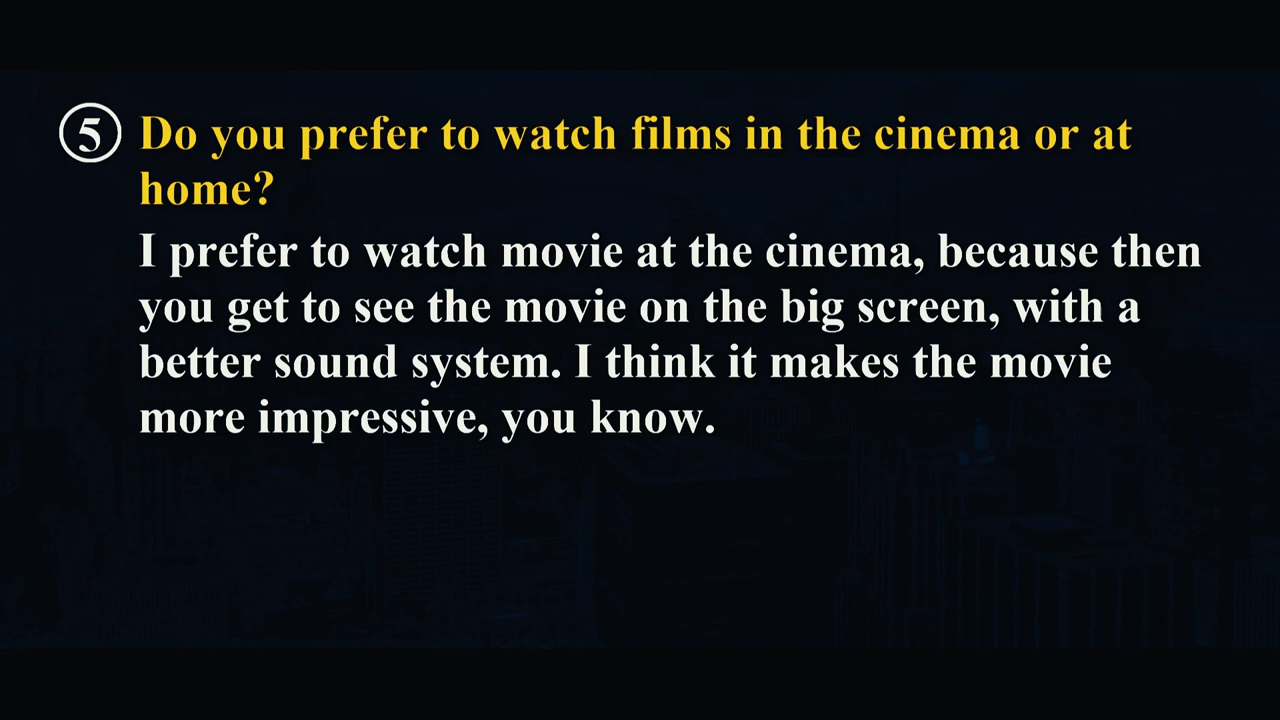 ⑤ Do you prefer to watch films in the cinema or at
home?
I prefer to watch movie at the cinema, because then
you get to see the movie on the big screen, with a
better sound system. I think it makes the movie
more impressive, you know.